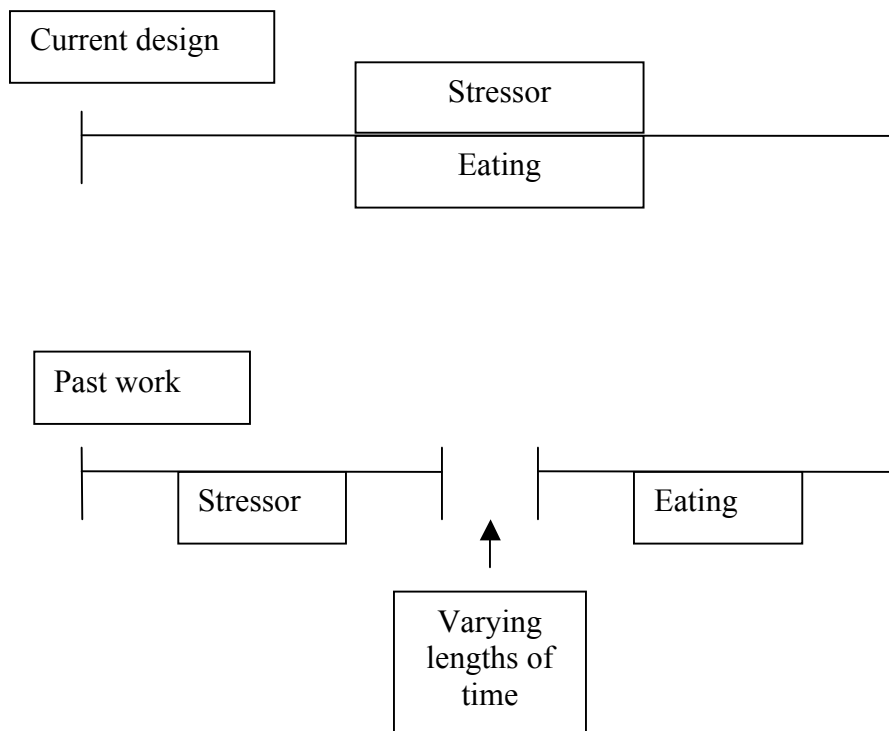 Current design
Stressor
Eating
Past work
Stressor
Eating
Varying
lengths of
time